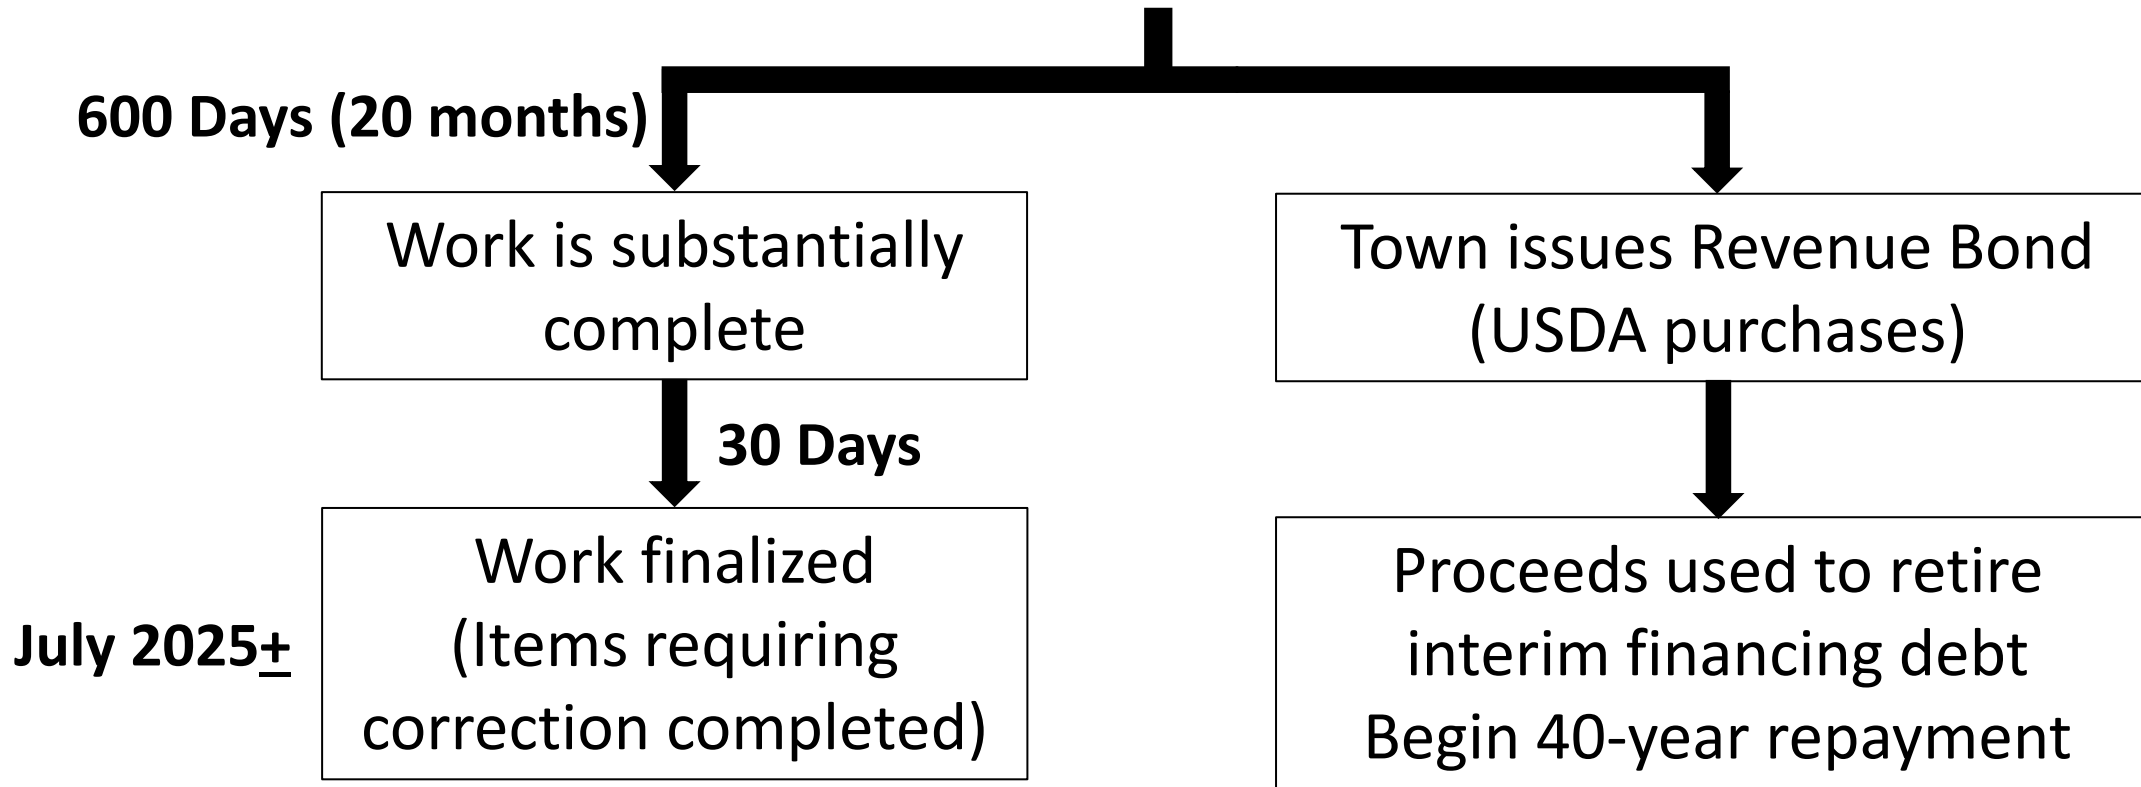 600 Days (20 months)
Work is substantially
complete
30 Days
July 2025±
Work finalized
(Items requiring
correction completed)
Town issues Revenue Bond
(USDA purchases)
Proceeds used to retire
interim financing debt
Begin 40-year repayment